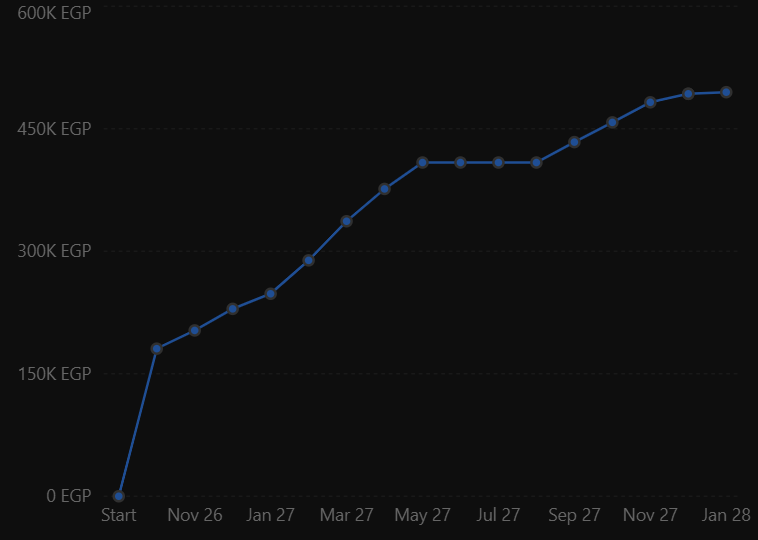 600K EGP
450K EGP
300K EGP
150K EGP
0 EGP
Start Nov 26 Jan 27 Mar 27 May 27 Jul 27 Sep 27 Nov 27 Jan 28